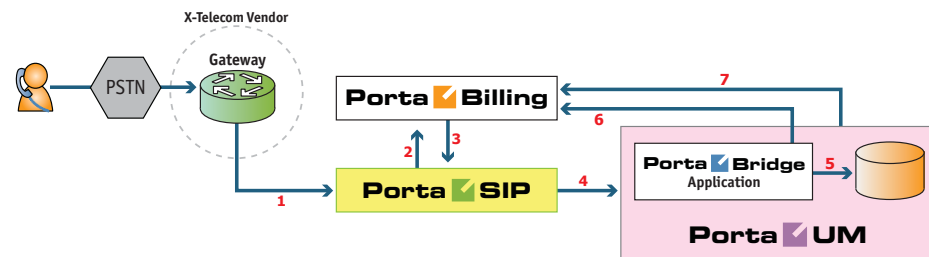 X-Telecom Vendor
Gateway
PSTN
7
Porta Billing
6
2
3
Porta Bridge
Application
5
1
Porta SIP
4
Porta UM